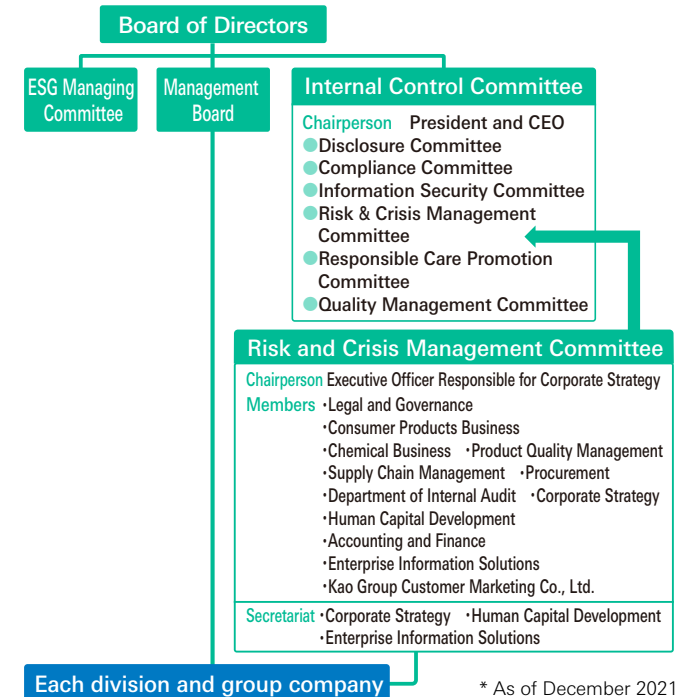 Board of Directors
ESG Managing
Committee
Management
Board
Internal Control Committee
Chairperson President and CEO
●Disclosure Committee
●Compliance Committee
●Information Security Committee
●Risk & Crisis Management
Committee
●Responsible Care Promotion
Committee
●Quality Management Committee
Risk and Crisis Management Committee
Chairperson Executive Officer Responsible for Corporate Strategy
Members ・Legal and Governance
・Consumer Products Business
・Chemical Business ・Product Quality Management
・Supply Chain Management ・Procurement
・Department of Internal Audit ・Corporate Strategy
・Human Capital Development
・Accounting and Finance
・Enterprise Information Solutions
・Kao Group Customer Marketing Co., Ltd.
Secretariat ・Corporate Strategy ・Human Capital Development
・Enterprise Information Solutions
Each division and group company
* As of December 2021